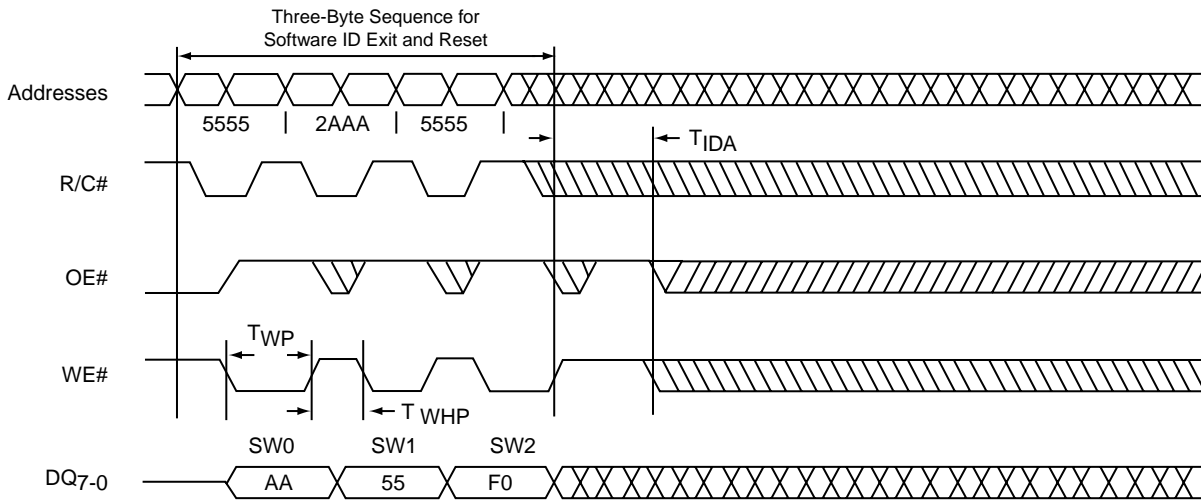 Three-Byte Sequence for
Software ID Exit and Reset
Addresses
5555 2AAA 5555
TIDA
R/C#
OE#
TWP
WE#
T WHP
SW0 SW1 SW2
DQ7-0 AA 55 F0